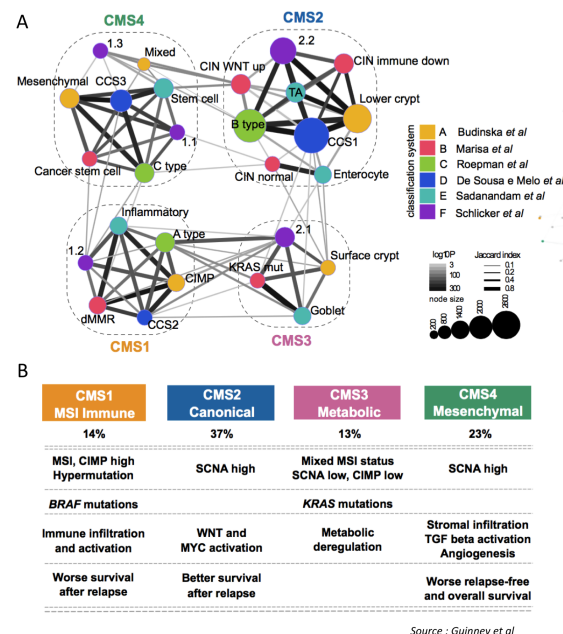 A
CMS4
CMS2
1.3
Mixed
2.2
CIN WNT up
CIN immune down
Mesenchymal
CCS3
Stem cell
TA
Lower crypt
B type
CCS1
1.1
Cancer stem cell
C type
CIN normal
Enterocyte
Inflammatory
A type
2.1
1.2
CIMP
KRAS mut
Surface crypt
dMMR
CCS2
Goblet
CMS1
CMS3
classification system
A Budinska et al
B Marisa et al
C Roepman et al
D De Sousa e Melo et al
E Sadanandam et al
F Schlicker et al
Jaccard index
3
100
300
0.1
0.2
0.4
0.8
node size
200
800
1400
2000
2600
B
CMS1
MSI Immune
CMS2
Canonical
CMS3
Metabolic
CMS4
Mesenchymal
14%
37%
13%
23%
MSI, CIMP high
Hypermutation
SCNA high
Mixed MSI status
SCNA low, CIMP low
SCNA high
BRAF mutations
KRAS mutations
Immune infiltration
and activation
WNT and
MYC activation
Metabolic
deregulation
Stromal infiltration
TGF beta activation
Angiogenesis
Worse survival
after relapse
Better survival
after relapse
Worse relapse-free
and overall survival
Source : Guinney et al